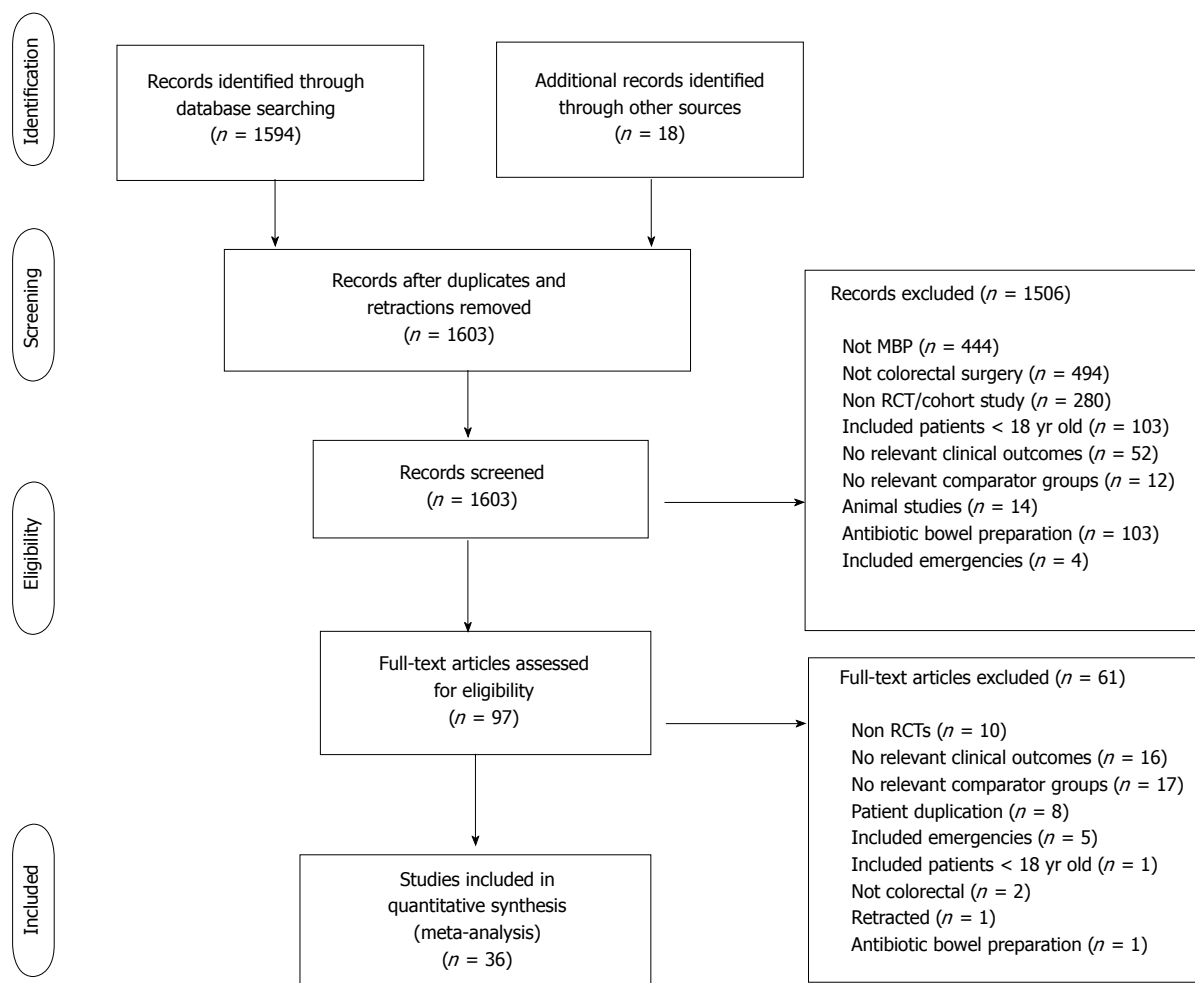 Identification
Records identified through
database searching
(n = 1594)
Additional records identified
through other sources
(n = 18)
Screening
Records after duplicates and
retractions removed
(n = 1603)
Records excluded (n = 1506)
Not MBP (n = 444)
Not colorectal surgery (n = 494)
Non RCT/cohort study (n = 280)
Included patients < 18 yr old (n = 103)
No relevant clinical outcomes (n = 52)
No relevant comparator groups (n = 12)
Animal studies (n = 14)
Antibiotic bowel preparation (n = 103)
Included emergencies (n = 4)
Records screened
(n = 1603)
Eligibility
Full-text articles assessed
for eligibility
(n = 97)
Full-text articles excluded (n = 61)
Non RCTs (n = 10)
No relevant clinical outcomes (n = 16)
No relevant comparator groups (n = 17)
Patient duplication (n = 8)
Included emergencies (n = 5)
Included patients < 18 yr old (n = 1)
Not colorectal (n = 2)
Retracted (n = 1)
Antibiotic bowel preparation (n = 1)
Included
Studies included in
quantitative synthesis
(meta-analysis)
(n = 36)